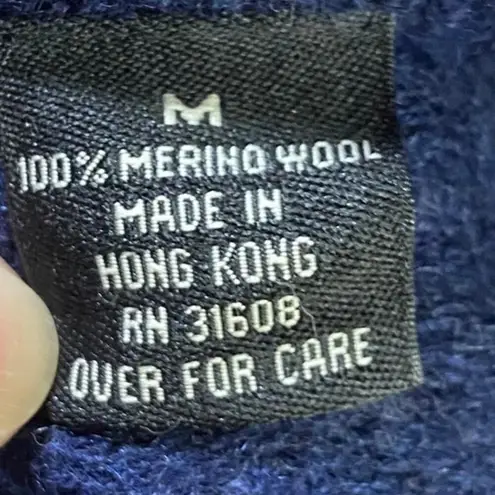 M
100% MERINO WOOL
MADE IN
HONG KONG
RN 31608
OVER FOR CARE